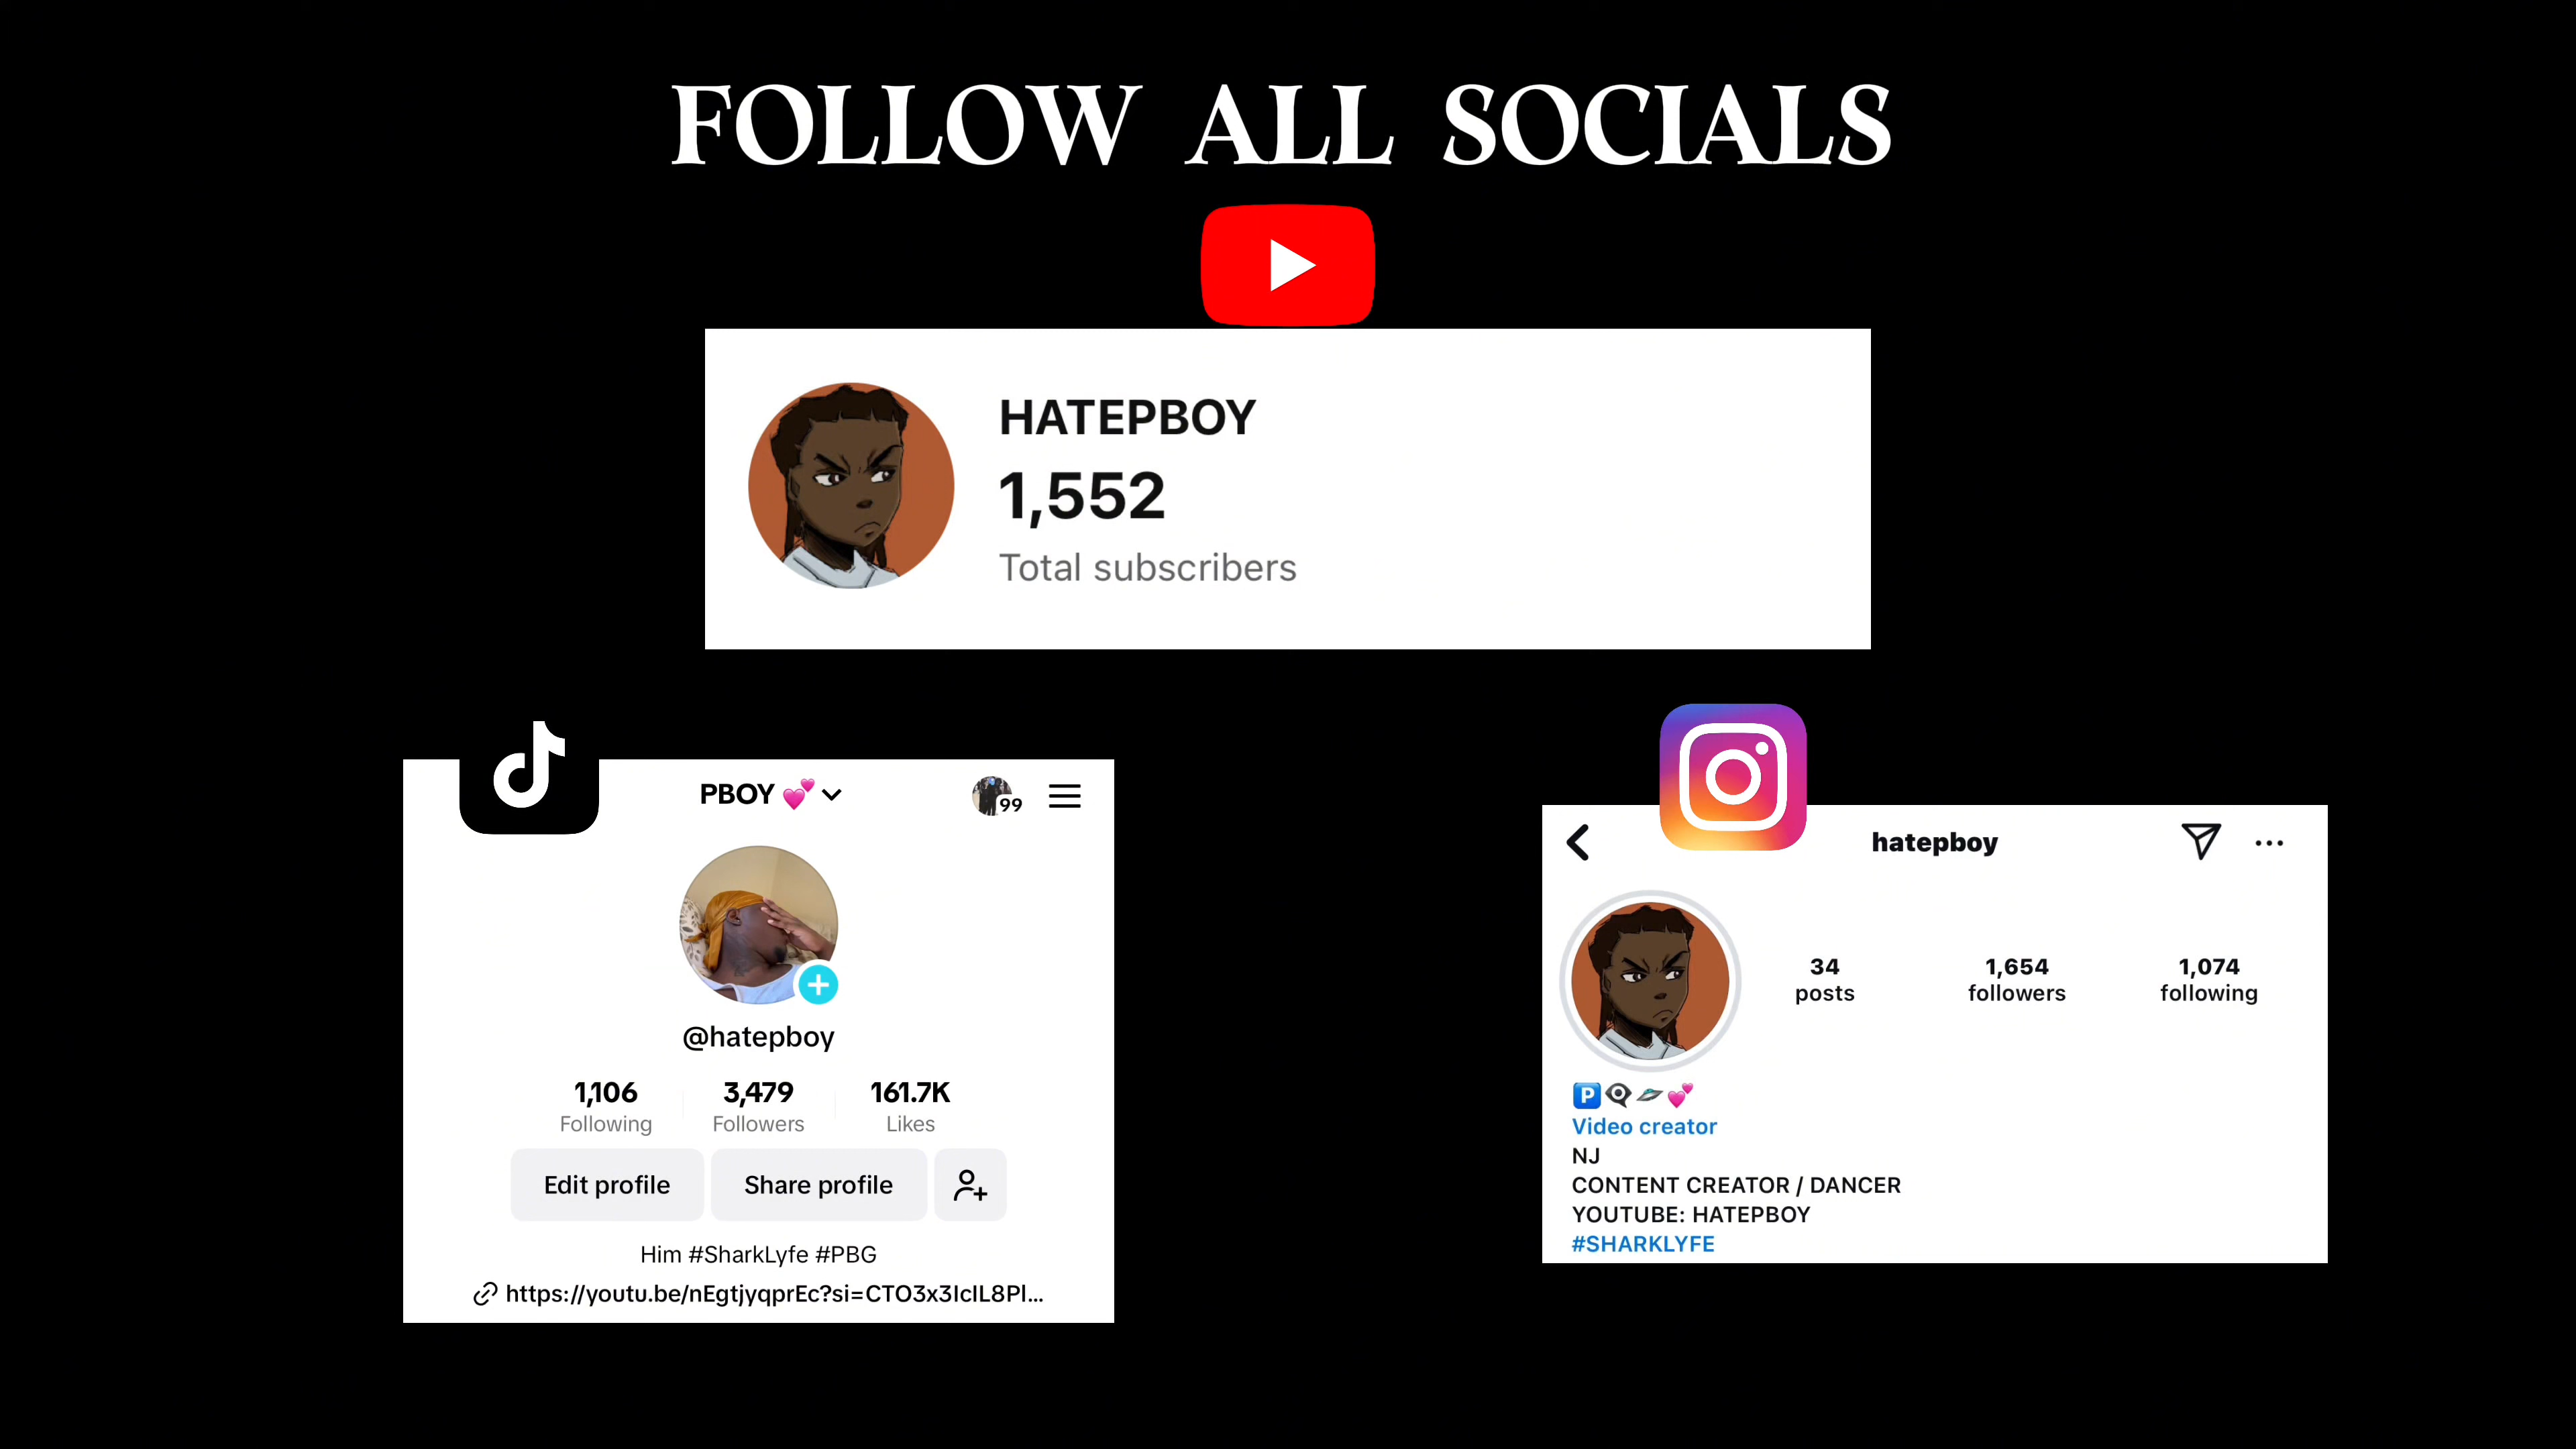 FOLLOW ALL SOCIALS
HATEPBOY
1,552
Total subscribers
PBOY 💕
99
@hatepboy
1,106 3,479 161.7K
Following Followers Likes
Edit profile Share profile
Him #SharkLyfe #PBG
https://youtu.be/nEgtjyqprEc?si=CTO3x3IcIL8Pl...
hatepboy
34 1,654 1,074
posts followers following
🅿️👁️‍🗨️🛸💕
Video creator
NJ
CONTENT CREATOR / DANCER
YOUTUBE: HATEPBOY
#SHARKLYFE